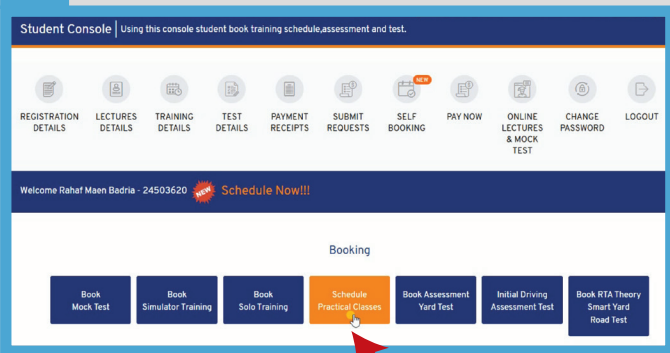 Student Console | Using this console student book training schedule,assessment and test.
NEW
REGISTRATION DETAILS
LECTURES DETAILS
TRAINING DETAILS
TEST DETAILS
PAYMENT RECEIPTS
SUBMIT REQUESTS
SELF BOOKING
PAY NOW
ONLINE LECTURES & MOCK TEST
CHANGE PASSWORD
LOGOUT
Welcome Rahaf Maen Badria - 24503620 NEW Schedule Now!!!
Booking
Book
Mock Test
Book
Simulator Training
Book
Solo Training
Schedule
Practical Classes
Book Assessment
Yard Test
Initial Driving
Assessment Test
Book RTA Theory
Smart Yard
Road Test